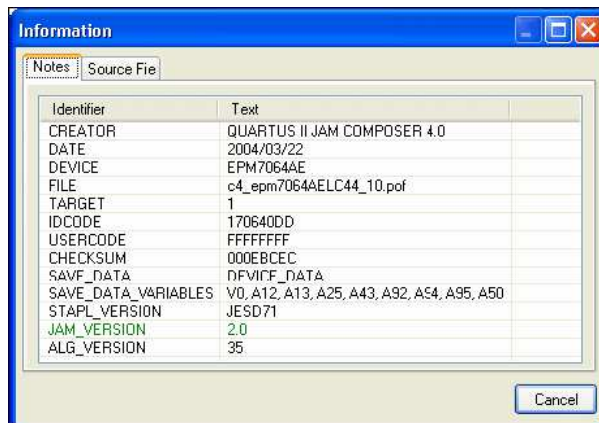 Information
Notes Source Fie
Identifier Text
CREATOR QUARTUS II JAM COMPOSER 4.0
DATE 2004/03/22
DEVICE EPM7064AE
FILE c4_epm7064AELC44_10.pof
TARGET 1
IDCODE 170640DD
USERCODE FFFFFFFF
CHECKSUM 000EBCEC
SAVE_DATA DEVICE_DATA
SAVE_DATA_VARIABLES V0, A12, A13, A25, A43, A92, A94, A95, A50
STAPL_VERSION JESD71
JAM_VERSION 2.0
ALG_VERSION 35
Cancel